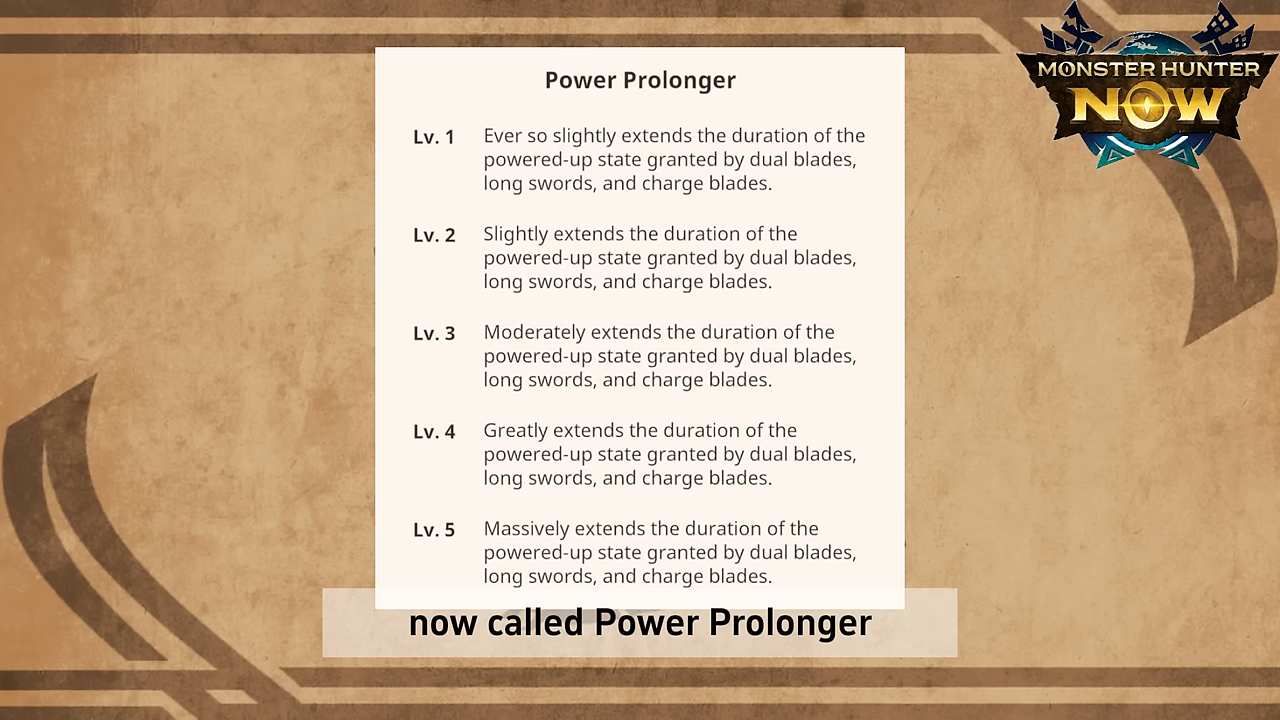 MONSTER HUNTER
NOW
Power Prolonger
Lv. 1 Ever so slightly extends the duration of the
powered-up state granted by dual blades,
long swords, and charge blades.
Lv. 2 Slightly extends the duration of the
powered-up state granted by dual blades,
long swords, and charge blades.
Lv. 3 Moderately extends the duration of the
powered-up state granted by dual blades,
long swords, and charge blades.
Lv. 4 Greatly extends the duration of the
powered-up state granted by dual blades,
long swords, and charge blades.
Lv. 5 Massively extends the duration of the
powered-up state granted by dual blades,
long swords, and charge blades.
now called Power Prolonger